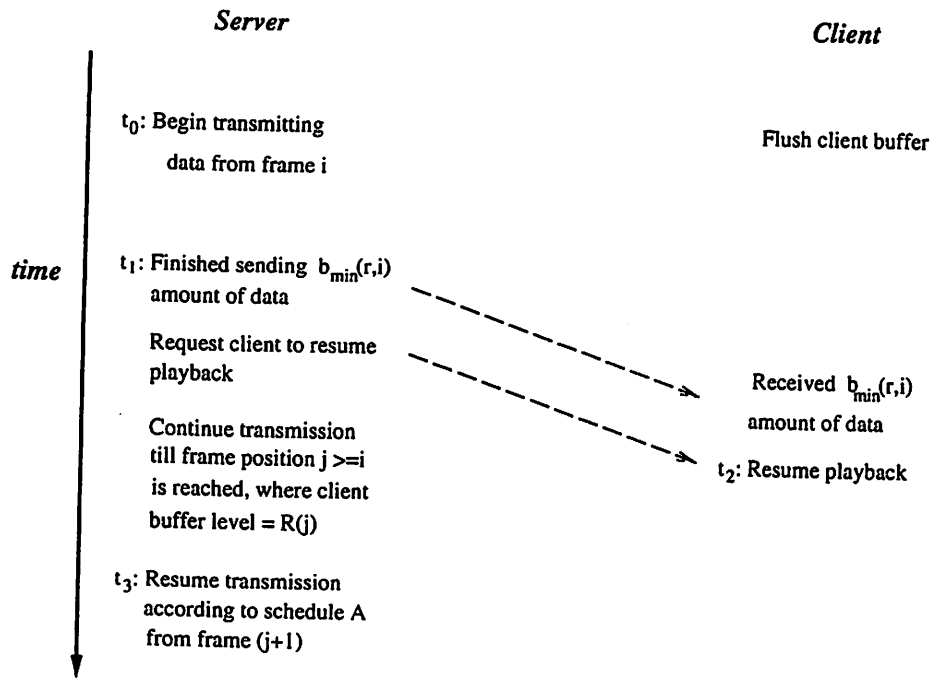 Server
Client
t0: Begin transmitting
data from frame i
Flush client buffer
time
t1: Finished sending bmin(r,i)
amount of data
Request client to resume
playback
Received bmin(r,i)
amount of data
Continue transmission
till frame position j >=i
is reached, where client
buffer level = R(j)
t2: Resume playback
t3: Resume transmission
according to schedule A
from frame (j+1)